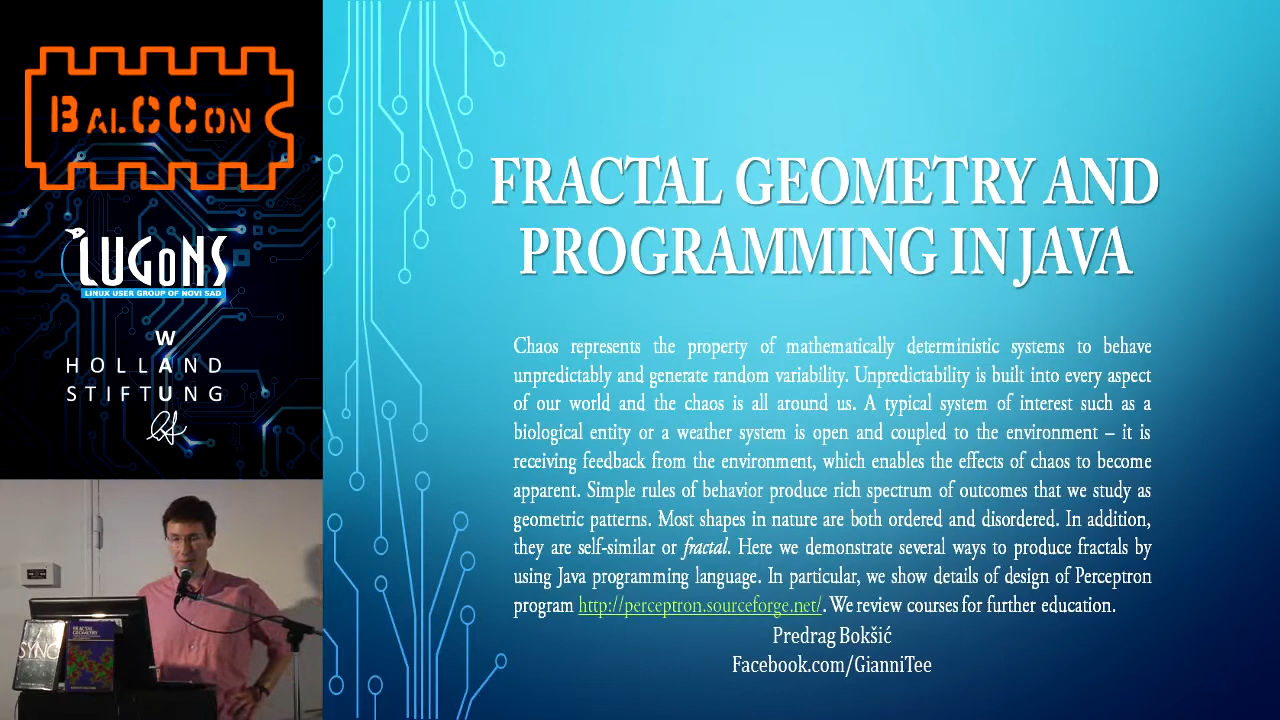 BALCCON
LUGONS
LINUX USER GROUP OF NOVI SAD
W
HOLLAND
STIFTUNG
SYNC
FRACTAL
GEOMETRY
FRACTAL GEOMETRY AND
PROGRAMMING IN JAVA
Chaos represents the property of mathematically deterministic systems to behave
unpredictably and generate random variability. Unpredictability is built into every aspect
of our world and the chaos is all around us. A typical system of interest such as a
biological entity or a weather system is open and coupled to the environment – it is
receiving feedback from the environment, which enables the effects of chaos to become
apparent. Simple rules of behavior produce rich spectrum of outcomes that we study as
geometric patterns. Most shapes in nature are both ordered and disordered. In addition,
they are self-similar or fractal. Here we demonstrate several ways to produce fractals by
using Java programming language. In particular, we show details of design of Perceptron
program http://perceptron.sourceforge.net/. We review courses for further education.
Predrag Bokšić
Facebook.com/GianniTee